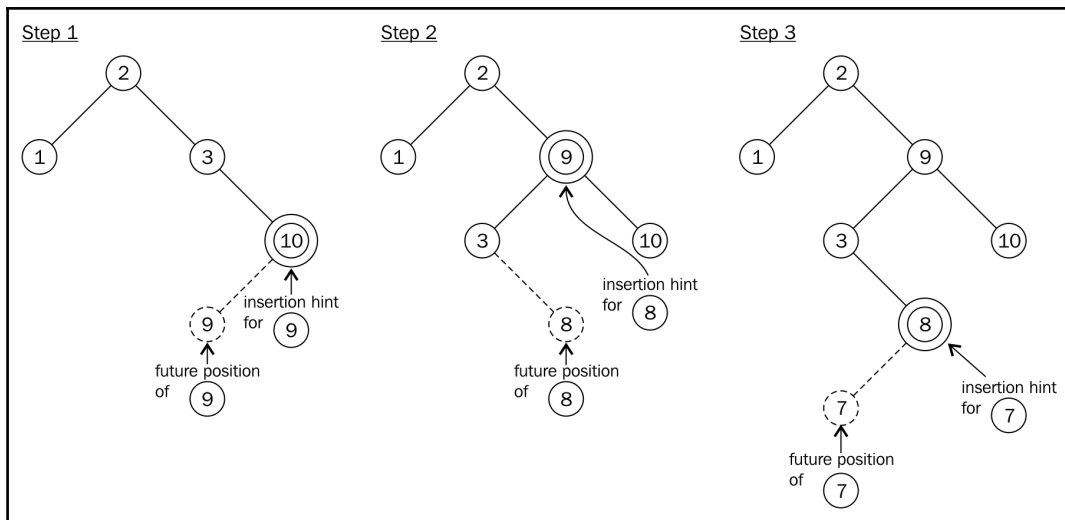 Step 1
2
1
3
10
insertion hint
for 9
9
future position
of 9
Step 2
2
1
9
3
10
insertion hint
for 8
8
future position
of 8
Step 3
2
1
9
3
10
8
insertion hint
for 7
7
future position
of 7